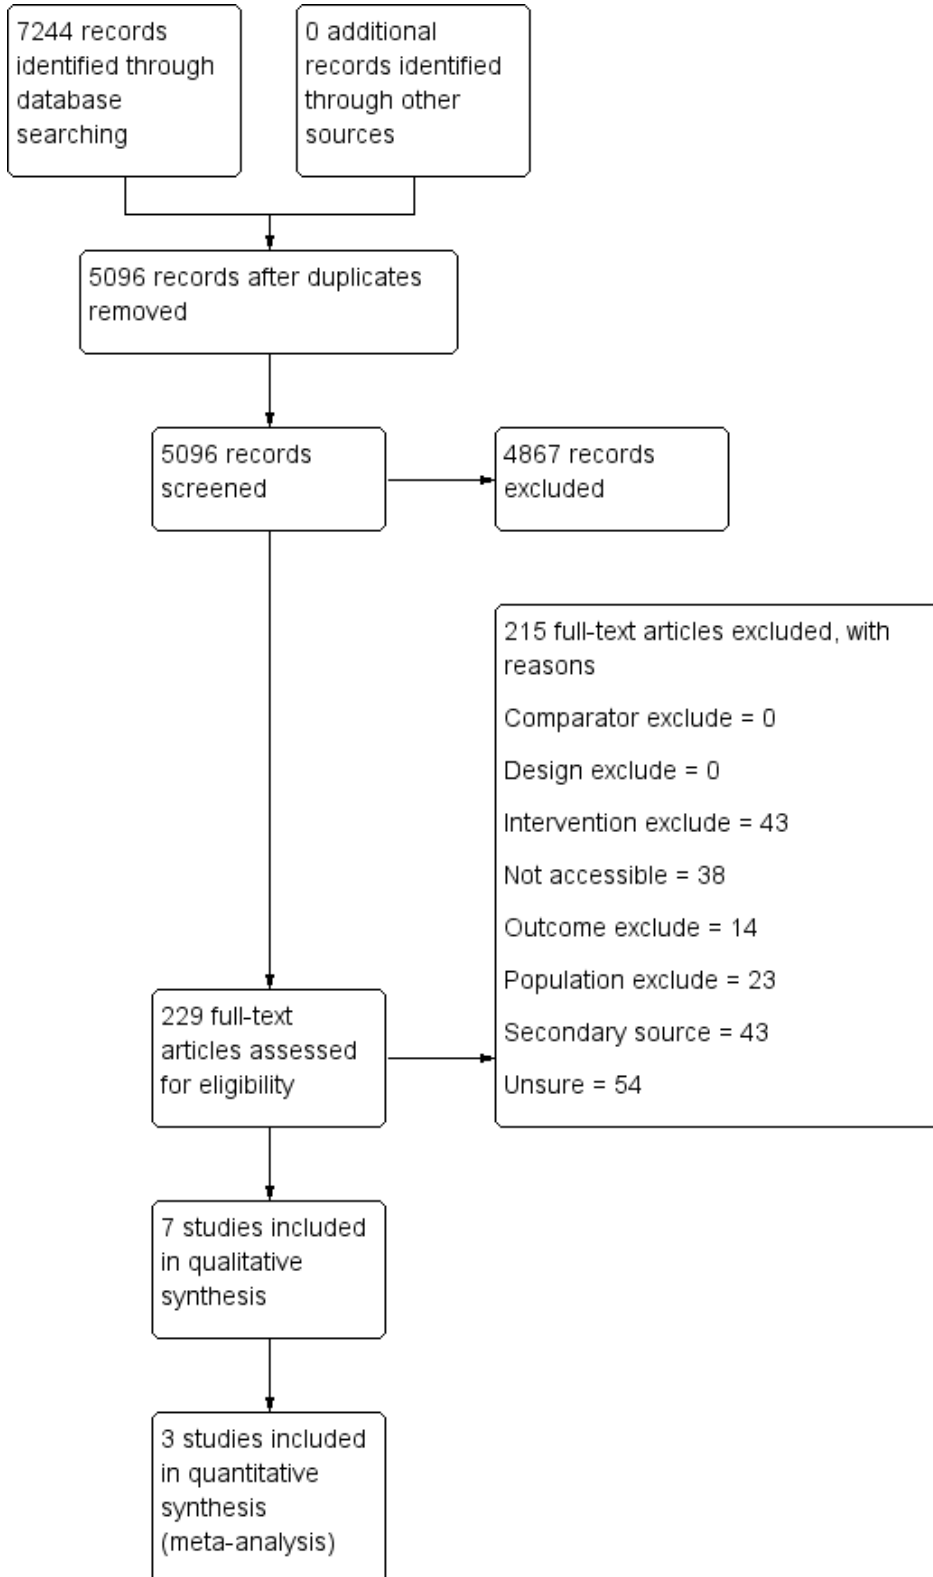 7244 records
identified through
database
searching
0 additional
records identified
through other
sources
5096 records after duplicates
removed
5096 records
screened
4867 records
excluded
215 full-text articles excluded, with
reasons
Comparator exclude = 0
Design exclude = 0
Intervention exclude = 43
Not accessible = 38
Outcome exclude = 14
Population exclude = 23
Secondary source = 43
Unsure = 54
229 full-text
articles assessed
for eligibility
7 studies included
in qualitative
synthesis
3 studies included
in quantitative
synthesis
(meta-analysis)